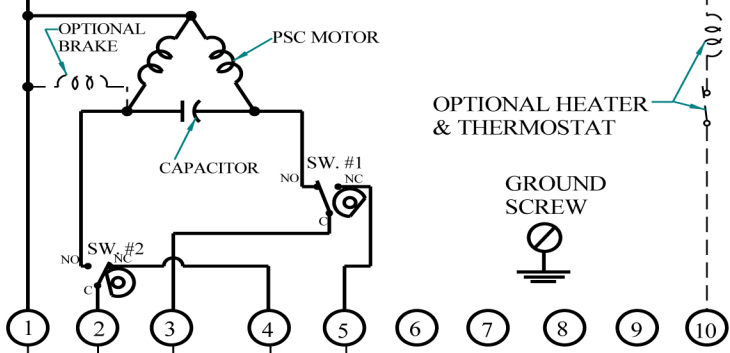 OPTIONAL
BRAKE
PSC MOTOR
OPTIONAL HEATER
& THERMOSTAT
CAPACITOR
SW. #1
NO
NC
C
GROUND
SCREW
SW. #2
NO
NC
C
1 2 3 4 5 6 7 8 9 10